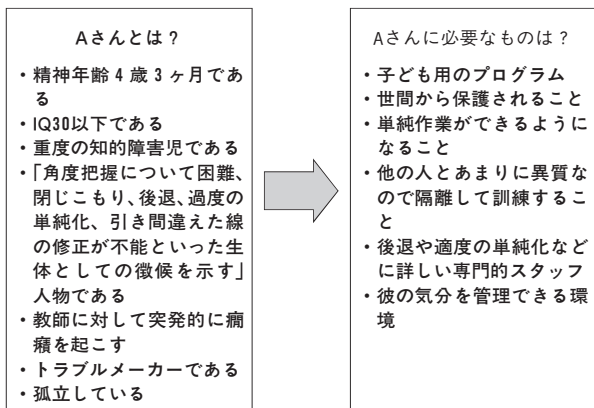 Aさんとは?
・精神年齢4歳3ヶ月であ
る
・IQ30以下である
・重度の知的障害児である
・「角度把握について困難、
閉じこもり、後退、過度の
単純化、引き間違えた線
の修正が不能といった生
体としての徴候を示す」
人物である
・教師に対して突発的に癇
癪を起こす
・トラブルメーカーである
・孤立している
Aさんに必要なものは?
・子ども用のプログラム
・世間から保護されること
・単純作業ができるように
なること
・他の人とあまりに異質な
ので隔離して訓練するこ
と
・後退や適度の単純化など
に詳しい専門的スタッフ
・彼の気分を管理できる環
境